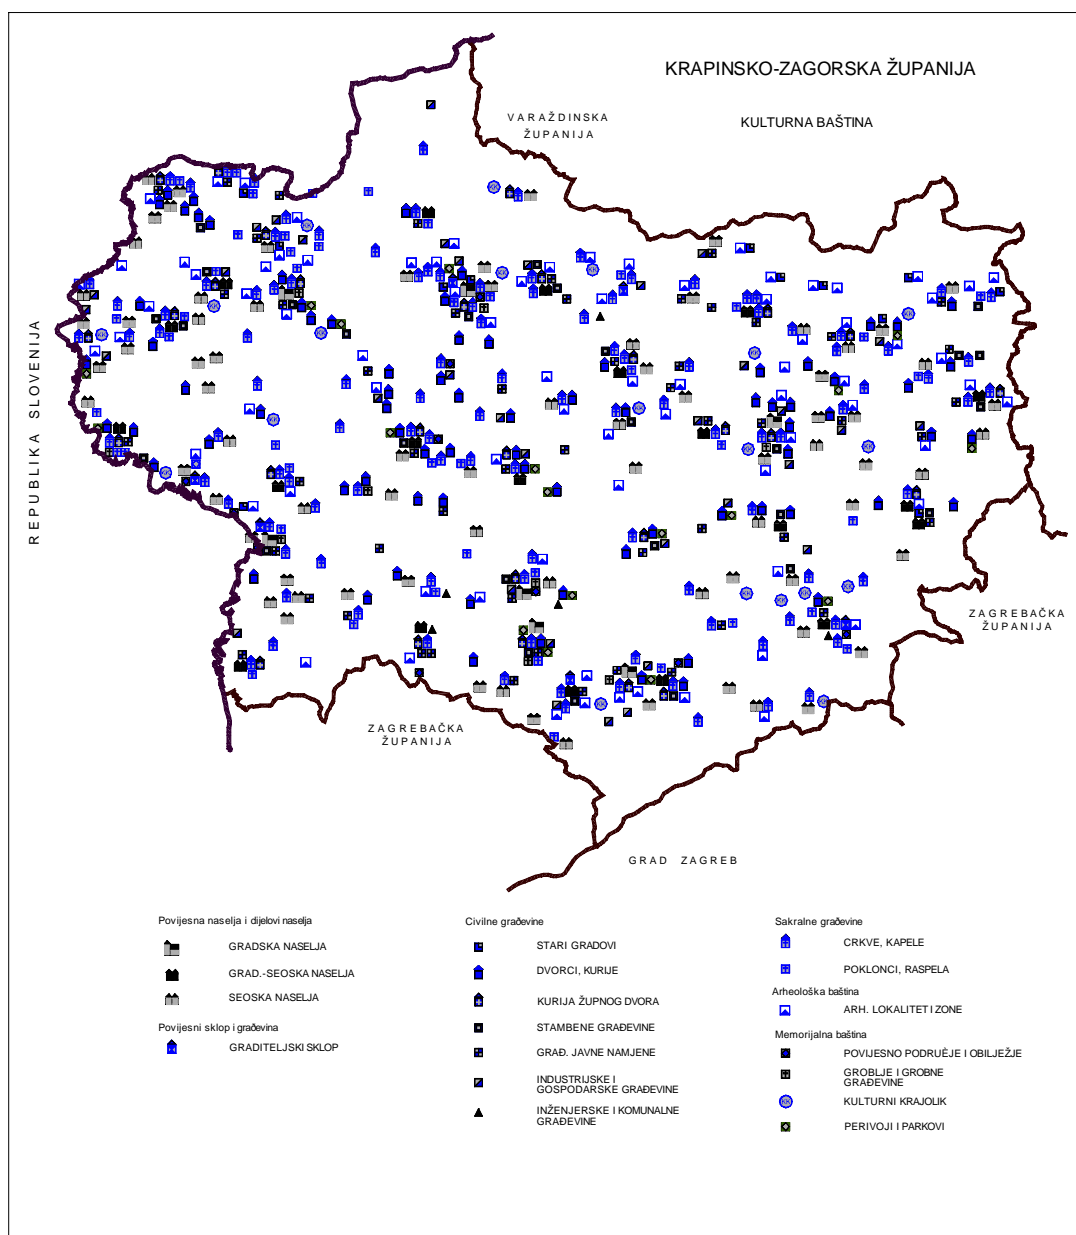 KRAPINSKO-ZAGORSKA ŽUPANIJA
KULTURNA BAŠTINA
VARAŽDINSKA
ŽUPANIJA
REPUBLIKA SLOVENIJA
ZAGREBAČKA
ŽUPANIJA
ZAGREBAČKA
ŽUPANIJA
GRAD ZAGREB
Povijesna naselja i dijelovi naselja
GRADSKA NASELJA
GRAD.-SEOSKA NASELJA
SEOSKA NASELJA
Povijesni sklop i građevina
GRADITELJSKI SKLOP
Civilne građevine
STARI GRADOVI
DVORCI, KURIJE
KURIJA ŽUPNOG DVORA
STAMBENE GRAĐEVINE
GRAĐ. JAVNE NAMJENE
INDUSTRIJSKE I
GOSPODARSKE GRAĐEVINE
INŽENJERSKE I KOMUNALNE
GRAĐEVINE
Sakralne građevine
CRKVE, KAPELE
POKLONCI, RASPELA
Arheološka baština
ARH. LOKALITET I ZONE
Memorijalna baština
POVIJESNO PODRUÈJE I OBILJEŽJE
GROBLJE I GROBNE
GRAĐEVINE
KULTURNI KRAJOLIK
PERIVOJI I PARKOVI